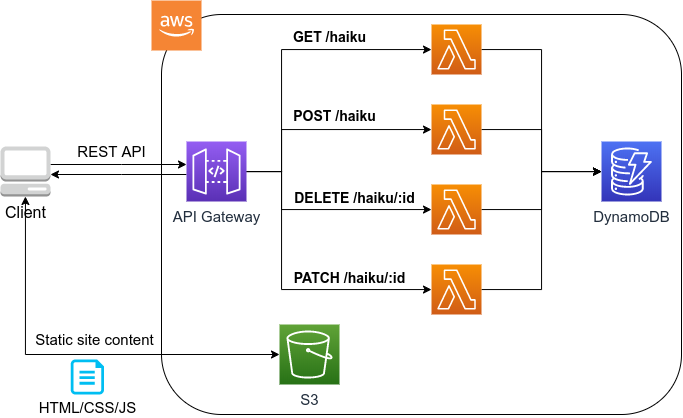 aws
GET /haiku
POST /haiku
REST API
Client
API Gateway
DELETE /haiku/:id
DynamoDB
PATCH /haiku/:id
Static site content
HTML/CSS/JS
S3